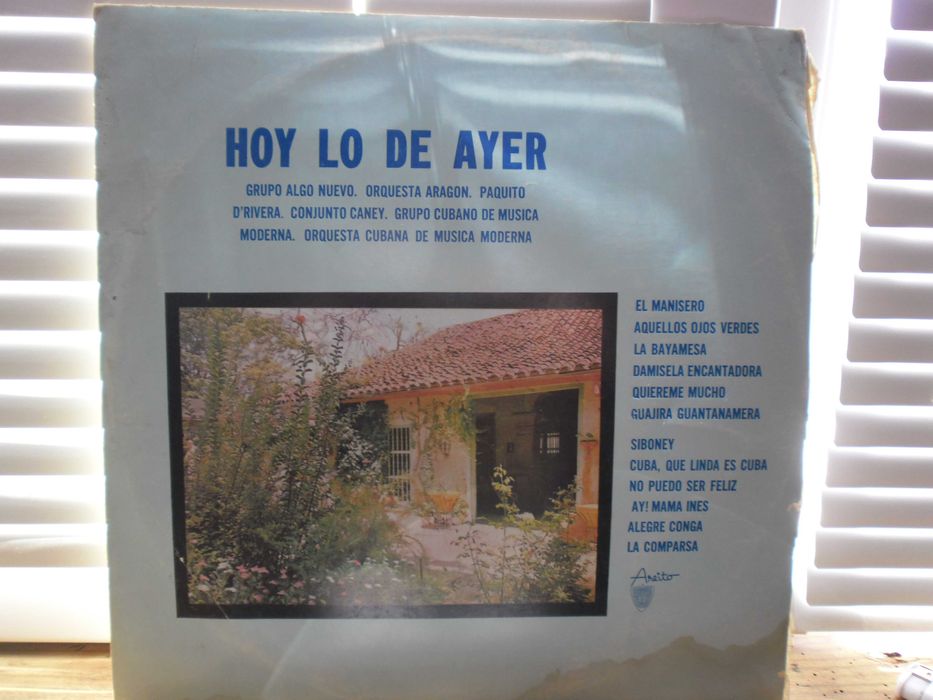 HOY LO DE AYER
GRUPO ALGO NUEVO. ORQUESTA ARAGON. PAQUITO
D'RIVERA. CONJUNTO CANEY. GRUPO CUBANO DE MUSICA
MODERNA. ORQUESTA CUBANA DE MUSICA MODERNA
EL MANISERO
AQUELLOS OJOS VERDES
LA BAYAMESA
DAMISELA ENCANTADORA
QUIEREME MUCHO
GUAJIRA GUANTANAMERA
SIBONEY
CUBA, QUE LINDA ES CUBA
NO PUEDO SER FELIZ
AY! MAMA INES
ALEGRE CONGA
LA COMPARSA
Areito